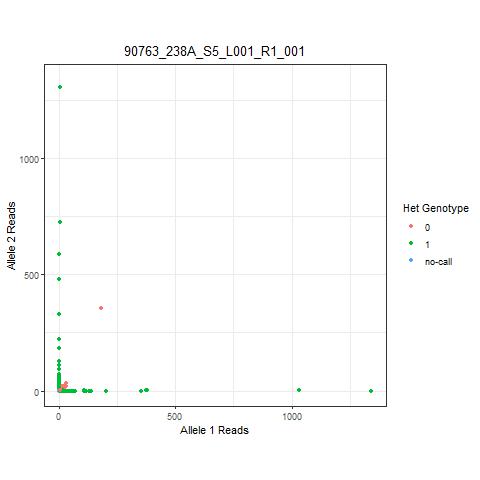 90763_238A_S5_L001_R1_001
Allele 2 Reads
1000
500
0
0 500 1000
Allele 1 Reads
Het Genotype
0
1
no-call